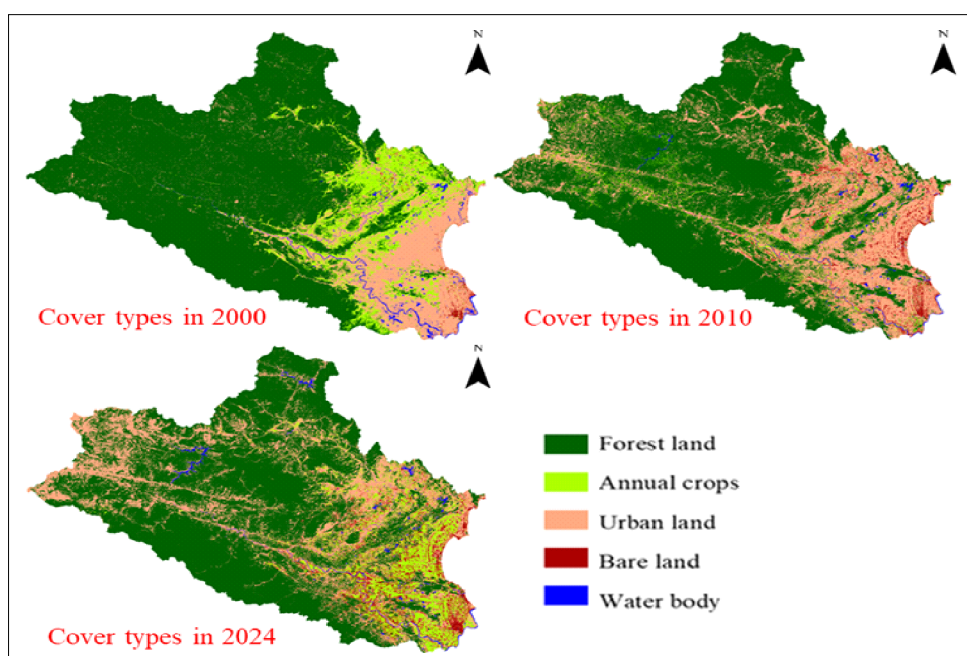 N
N
Cover types in 2000
Cover types in 2010
N
Forest land
Annual crops
Urban land
Bare land
Water body
Cover types in 2024